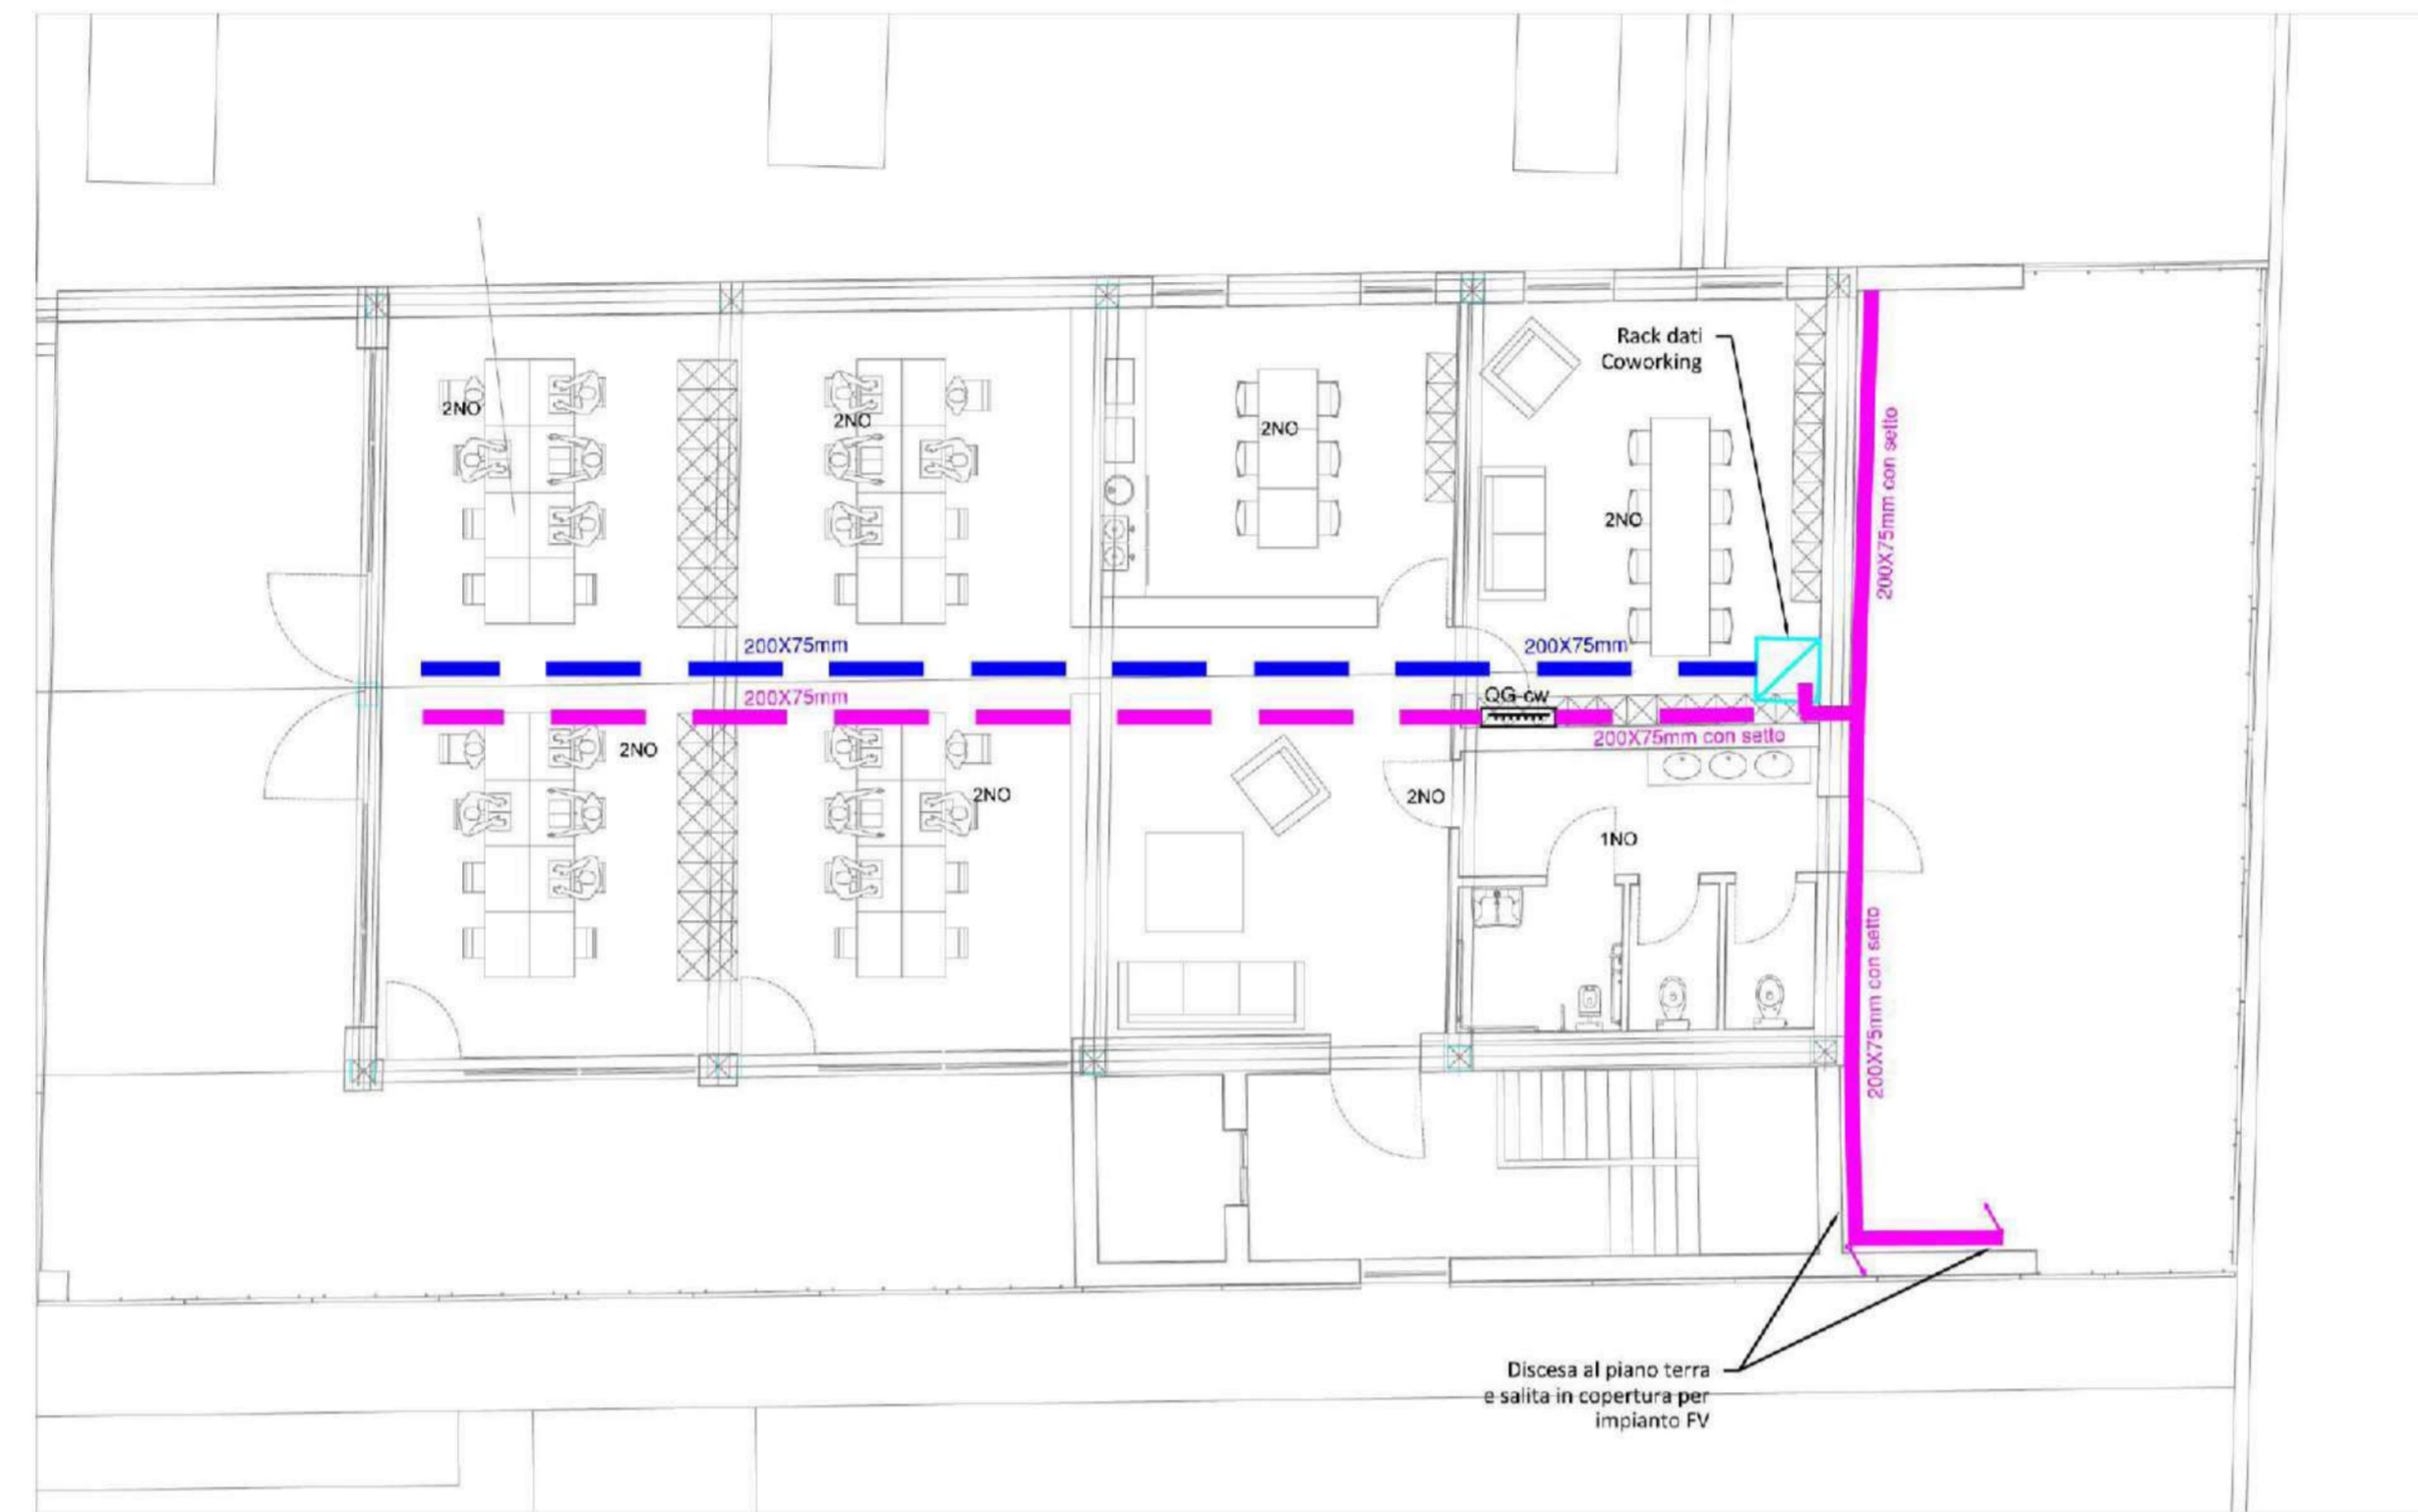 Rack dati
Coworking
2NO
2NO
2NO
2NO
200X75mm con setto
200X75mm
200X75mm
200X75mm
QG-cw
200X75mm con setto
2NO
2NO
2NO
1NO
200X75mm con setto
Discesa al piano terra
e salita in copertura per
impianto FV